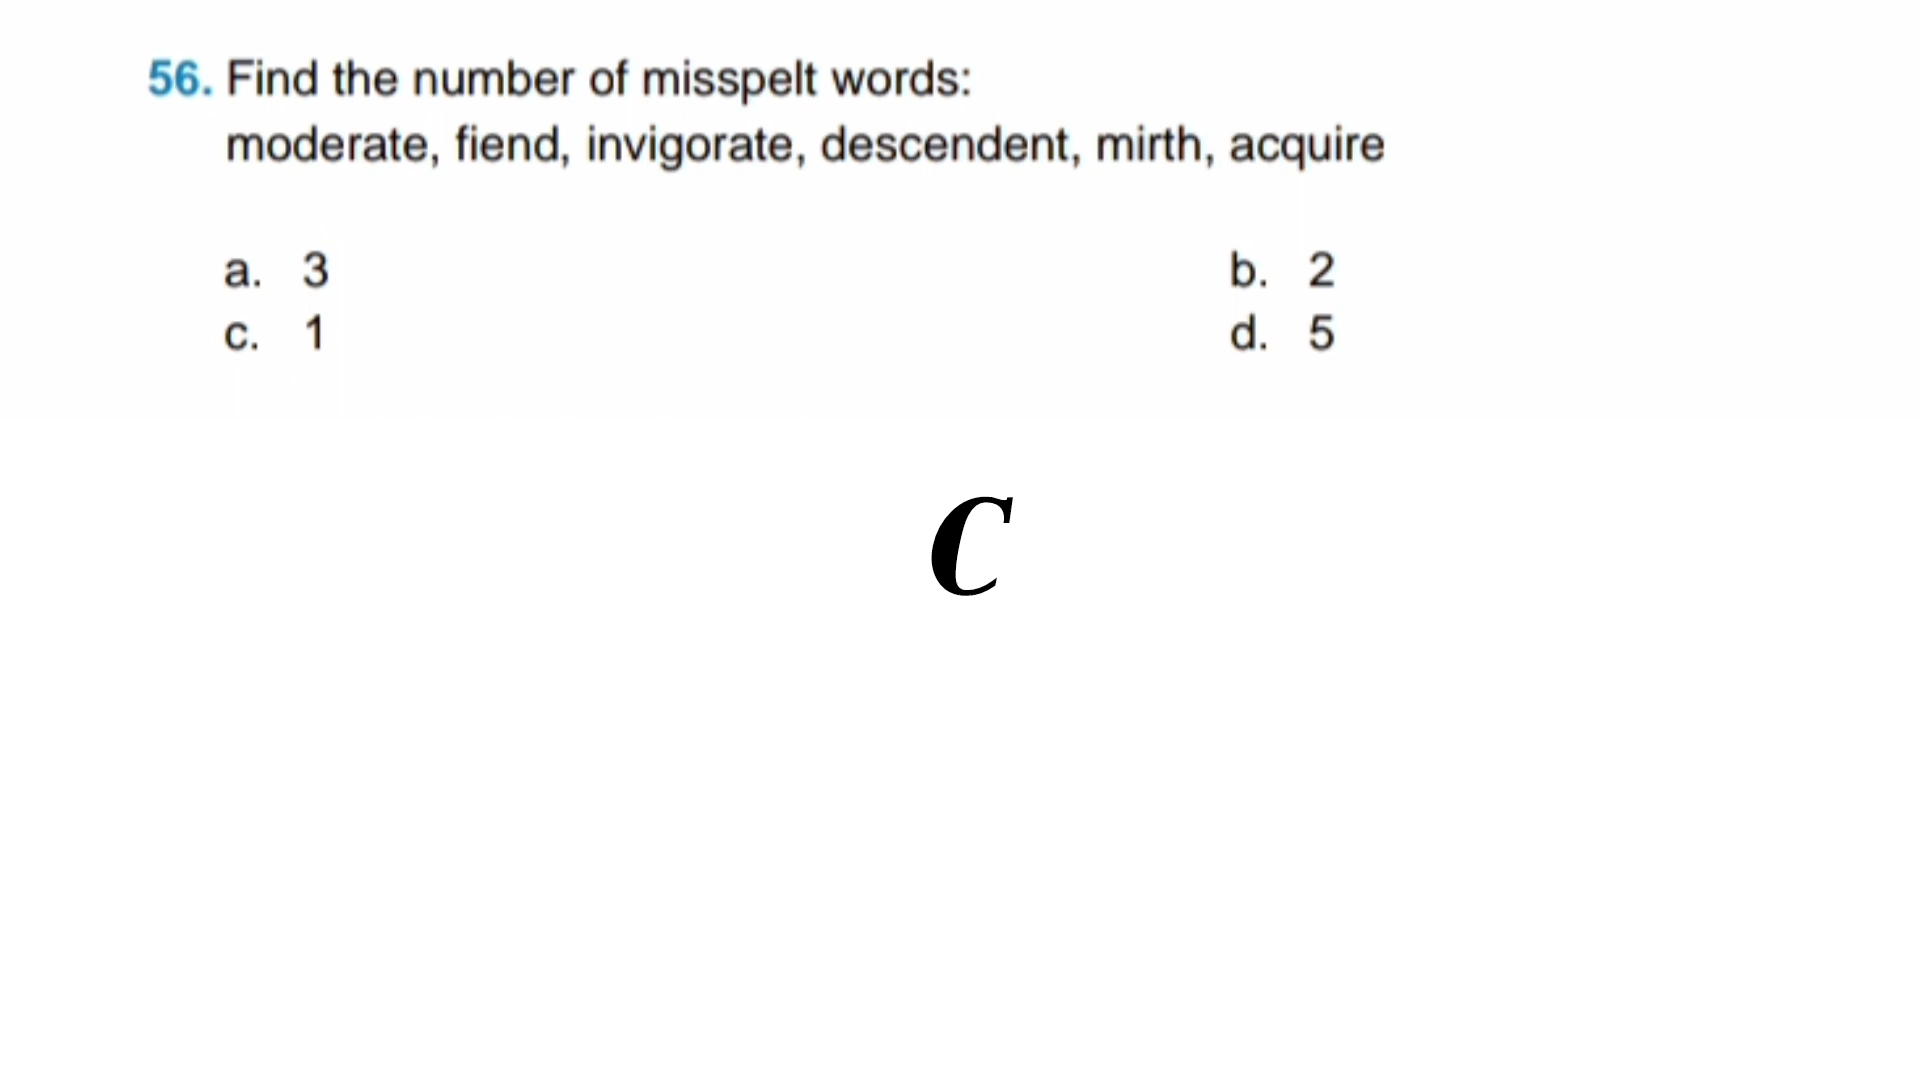 56. Find the number of misspelt words:
moderate, fiend, invigorate, descendent, mirth, acquire
a. 3
b. 2
c. 1
d. 5
C